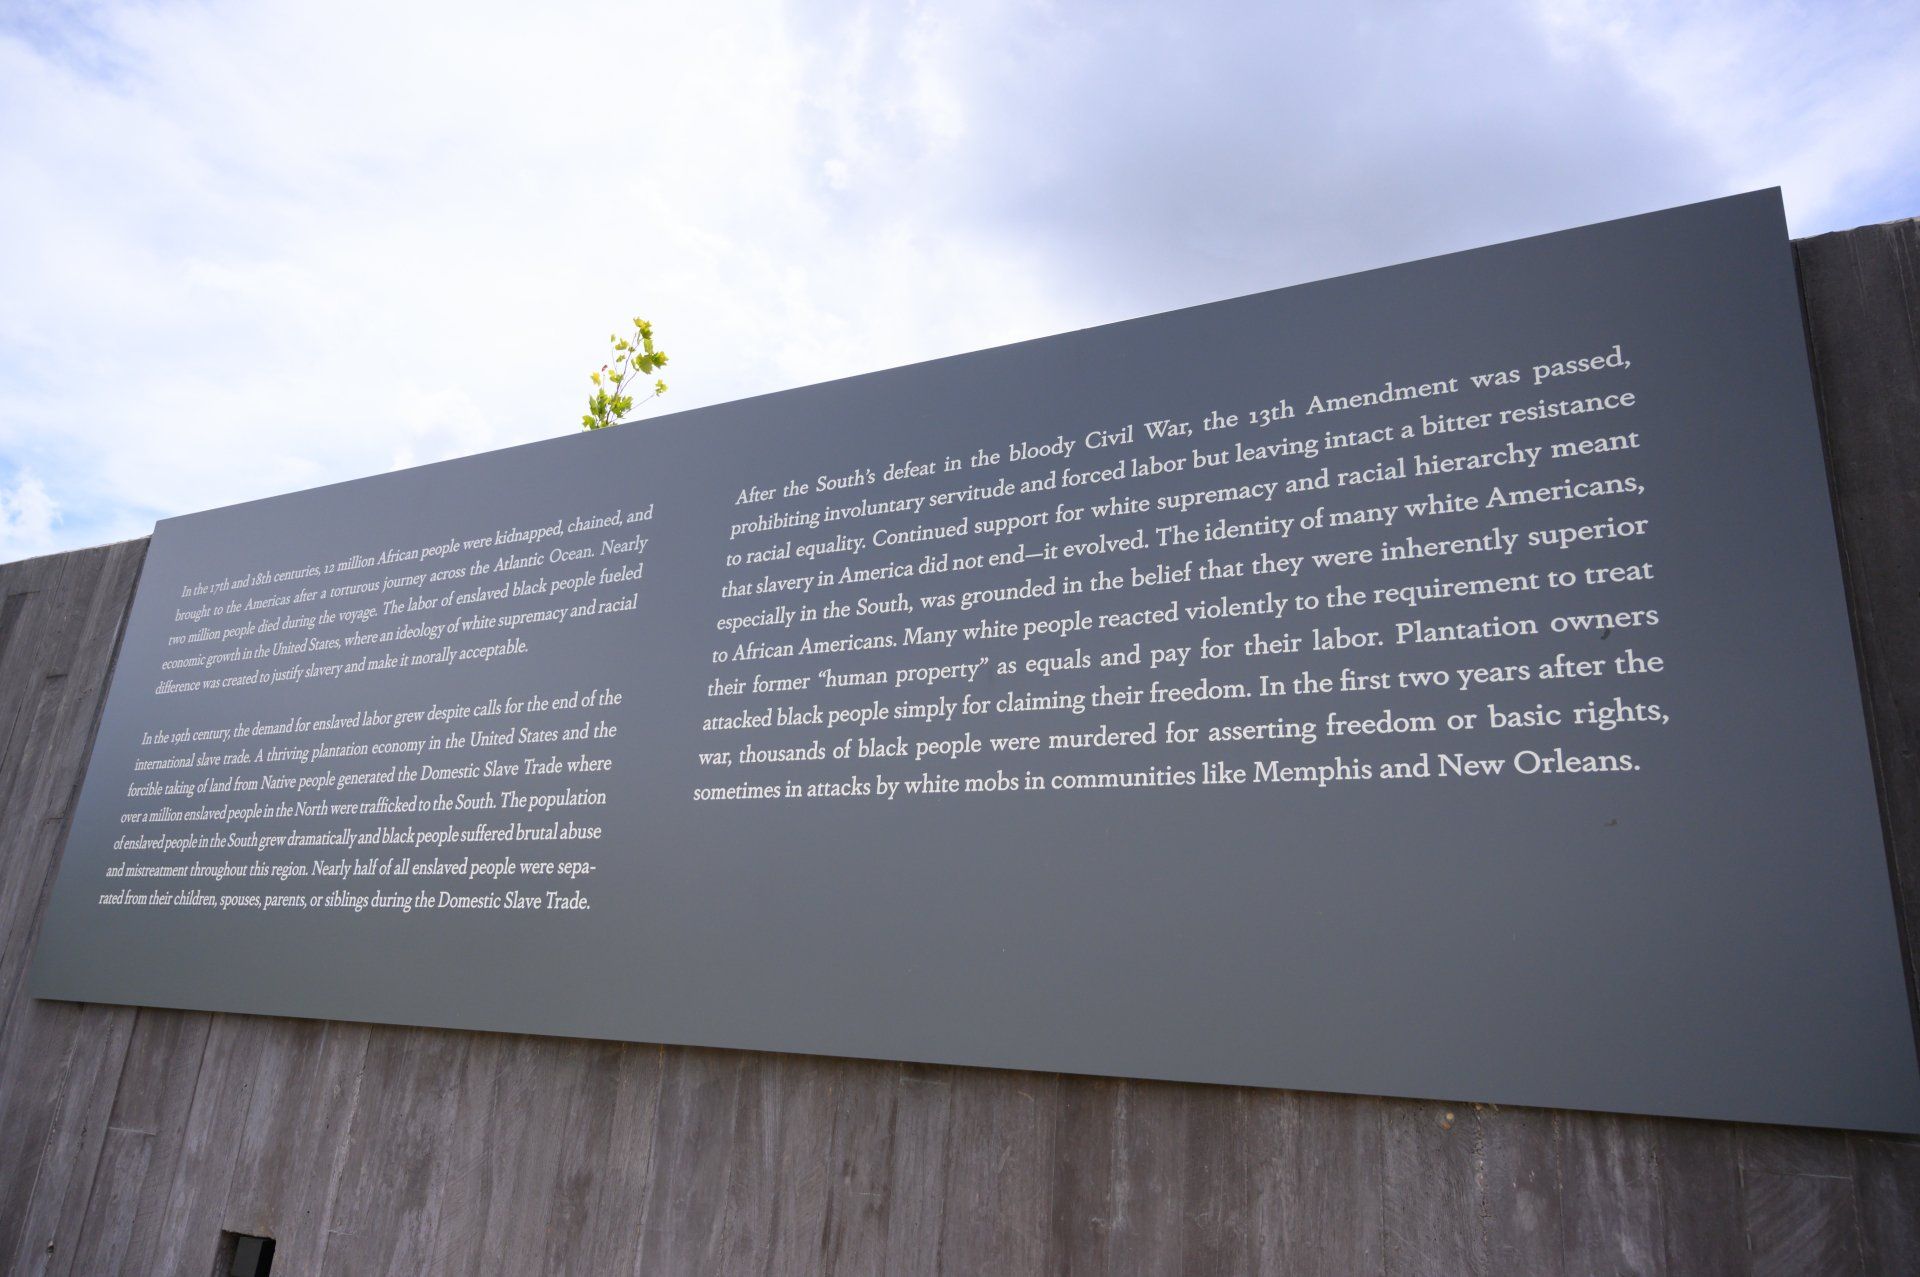 In the 17th and 18th centuries, 12 million African people were kidnapped, chained, and
brought to the Americas after a torturous journey across the Atlantic Ocean. Nearly
two million people died during the voyage. The labor of enslaved black people fueled
economic growth in the United States, where an ideology of white supremacy and racial
difference was created to justify slavery and make it morally acceptable.
In the 19th century, the demand for enslaved labor grew despite calls for the end of the
international slave trade. A thriving plantation economy in the United States and the
forcible taking of land from Native people generated the Domestic Slave Trade where
over a million enslaved people in the North were trafficked to the South. The population
of enslaved people in the South grew dramatically and black people suffered brutal abuse
and mistreatment throughout this region. Nearly half of all enslaved people were sepa-
rated from their children, spouses, parents, or siblings during the Domestic Slave Trade.
After the South’s defeat in the bloody Civil War, the 13th Amendment was passed,
prohibiting involuntary servitude and forced labor but leaving intact a bitter resistance
to racial equality. Continued support for white supremacy and racial hierarchy meant
that slavery in America did not end—it evolved. The identity of many white Americans,
especially in the South, was grounded in the belief that they were inherently superior
to African Americans. Many white people reacted violently to the requirement to treat
their former “human property” as equals and pay for their labor. Plantation owners
attacked black people simply for claiming their freedom. In the first two years after the
war, thousands of black people were murdered for asserting freedom or basic rights,
sometimes in attacks by white mobs in communities like Memphis and New Orleans.